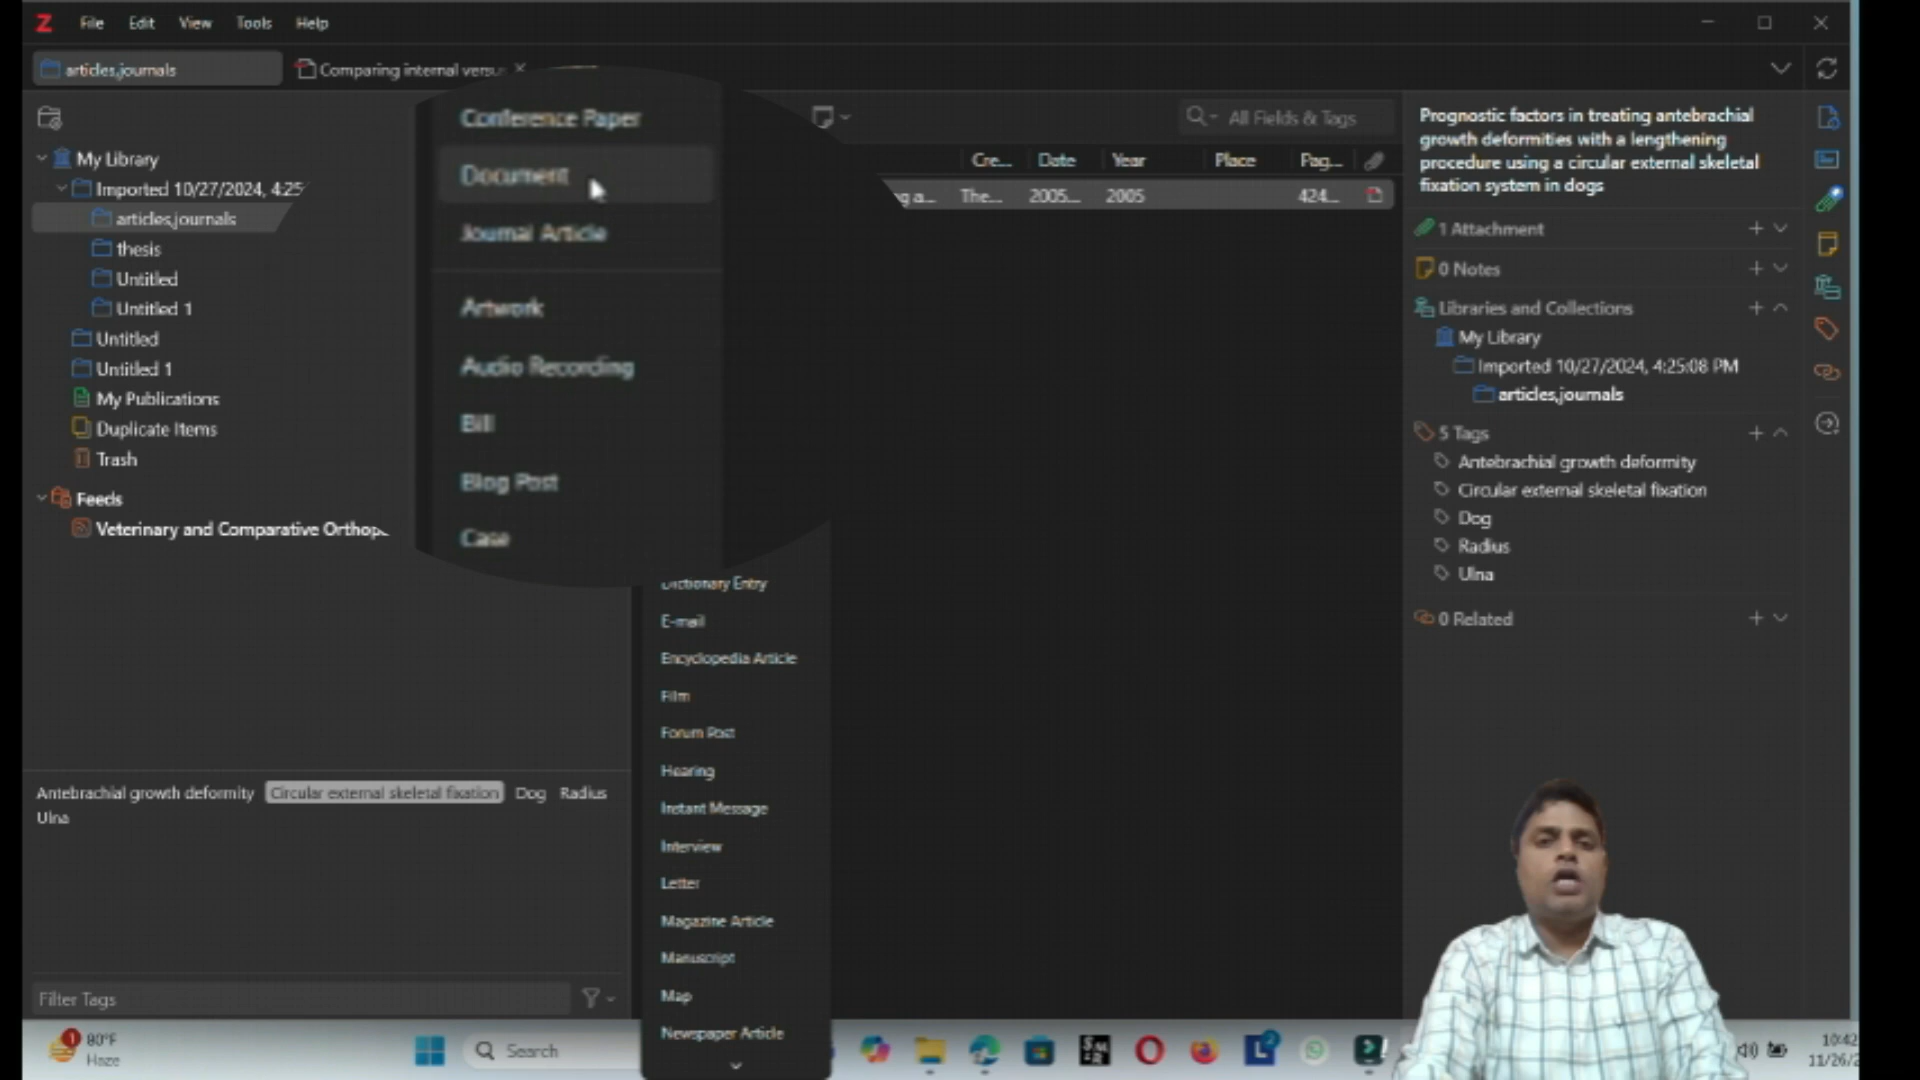 Z File Edit View Tools Help
articles,journals Comparing internal versu
All Fields & Tags
Cre... Date Year Place Pag...
g a... The... 2005... 2005 424...
My Library
Imported 10/27/2024, 4:25
articles,journals
thesis
Untitled
Untitled 1
Untitled
Untitled 1
My Publications
Duplicate Items
Trash
Feeds
Veterinary and Comparative Orthop
Conference Paper
Document
Journal Article
Artwork
Audio Recording
Bill
Blog Post
Case
Dictionary Entry
E-mail
Encyclopedia Article
Film
Forum Post
Hearing
Instant Message
Interview
Letter
Magazine Article
Manuscript
Map
Newspaper Article
Prognostic factors in treating antebrachial
growth deformities with a lengthening
procedure using a circular external skeletal
fixation system in dogs
1 Attachment
0 Notes
Libraries and Collections
My Library
Imported 10/27/2024, 4:25:08 PM
articles,journals
5 Tags
Antebrachial growth deformity
Circular external skeletal fixation
Dog
Radius
Ulna
0 Related
Antebrachial growth deformity Circular external skeletal fixation Dog Radius
Ulna
Filter Tags
1
80°F
Haze
Search
L 2
10:42
11/26/2